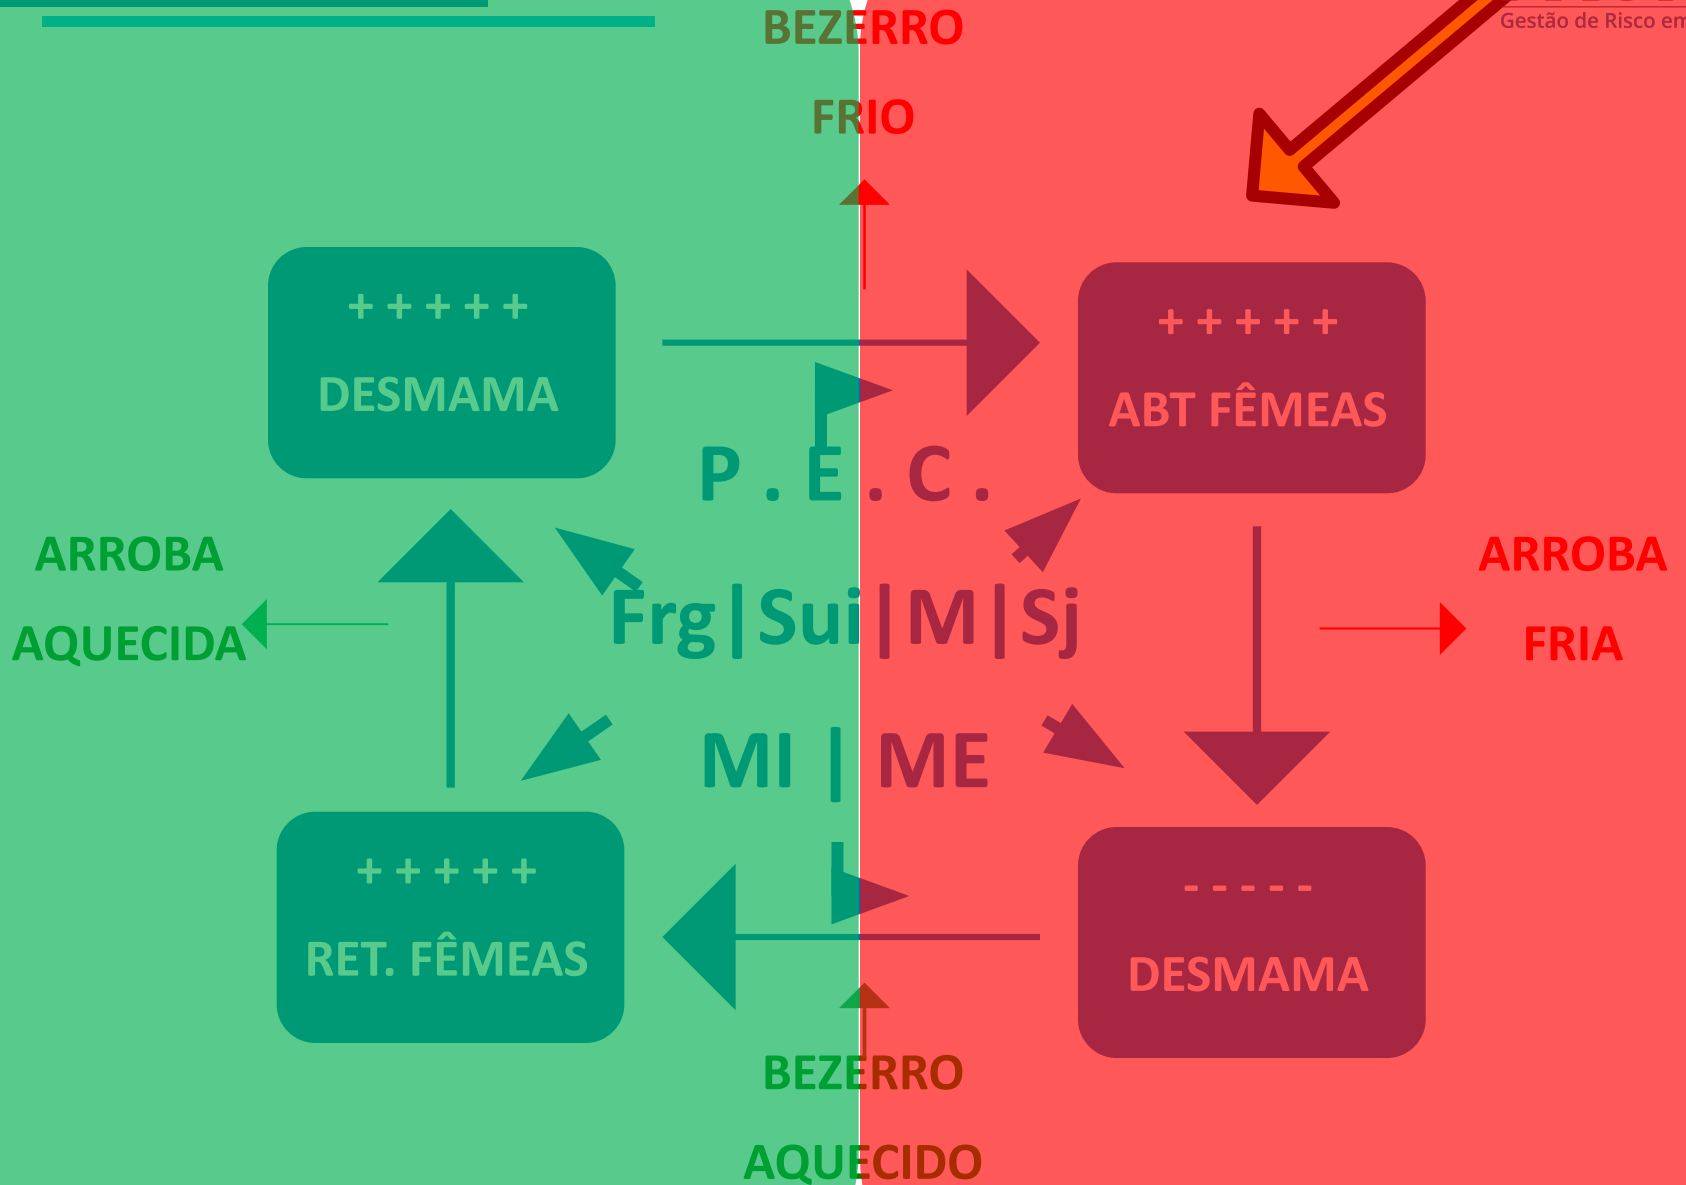 BEZERRO
FRIO
Gestão de Risco em
+ + + + +
DESMAMA
+ + + + +
ABT FÊMEAS
P . E . C .
ARROBA
AQUECIDA
Frg|Sui|M|Sj
ARROBA
FRIA
MI | ME
+ + + + +
RET. FÊMEAS
- - - - -
DESMAMA
BEZERRO
AQUECIDO